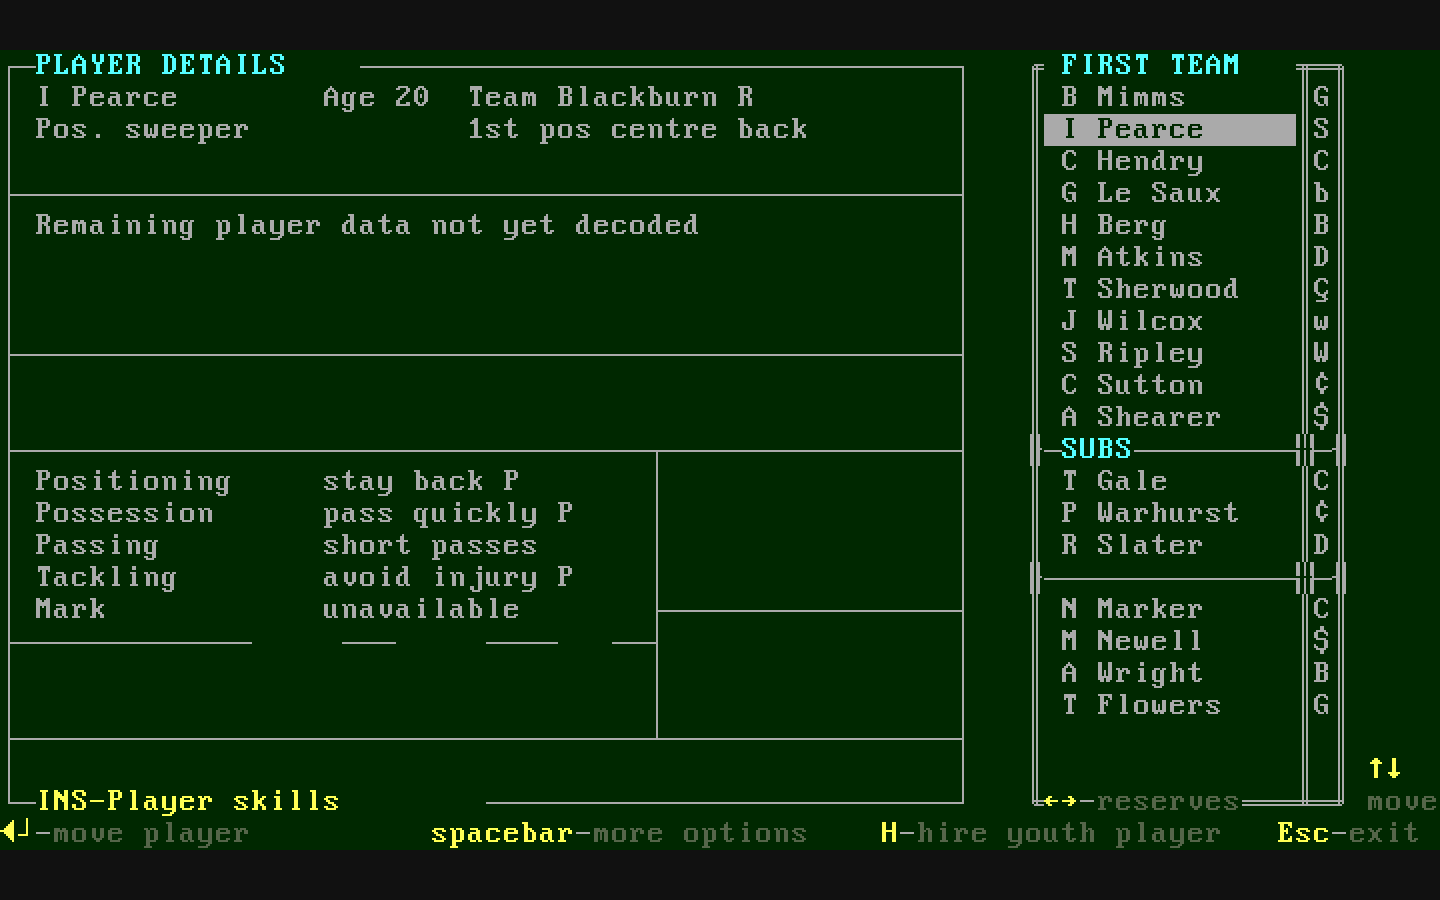 PLAYER DETAILS
I Pearce Age 20 Team Blackburn R
Pos. sweeper 1st pos centre back
Remaining player data not yet decoded
Positioning stay back P
Possession pass quickly P
Passing short passes
Tackling avoid injury P
Mark unavailable
INS-Player skills
FIRST TEAM
B Mimms G
I Pearce S
C Hendry C
G Le Saux b
H Berg B
M Atkins D
T Sherwood Ç
J Wilcox w
S Ripley W
C Sutton ¢
A Shearer $
SUBS
T Gale C
P Warhurst ¢
R Slater D
N Marker C
M Newell $
A Wright B
T Flowers G
↑↓
←→-reserves move
◄┘-move player spacebar-more options H-hire youth player Esc-exit